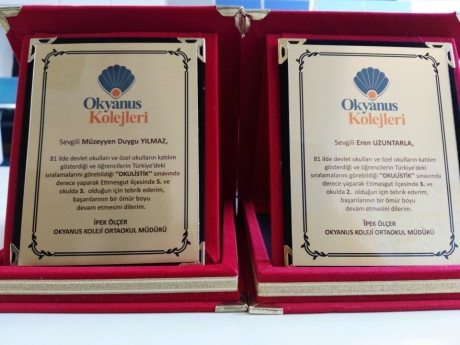 Okyanus
Kolejleri
Sevgili Müzeyyen Duygu YILMAZ,
81 ilde devlet okulları ve özel okulların katılım
gösterdiği ve öğrencilerin Türkiye'deki
sıralamalarını görebildiği "OKULİSTİK" sınavında
derece yaparak Etimesgut ilçesinde 5. ve
okulda 3. olduğun için tebrik ederim,
başarılarının bir ömür boyu
devam etmesini dilerim.
İPEK ÖLÇER
OKYANUS KOLEJİ ORTAOKUL MÜDÜRÜ
Okyanus
Kolejleri
Sevgili Eren UZUNTARLA,
81 ilde devlet okulları ve özel okulların katılım
gösterdiği ve öğrencilerin Türkiye'deki
sıralamalarını görebildiği "OKULİSTİK" sınavında
derece yaparak Etimesgut ilçesinde 3. ve
okulda 2. olduğun için tebrik ederim,
başarılarının bir ömür boyu
devam etmesini dilerim.
İPEK ÖLÇER
OKYANUS KOLEJİ ORTAOKUL MÜDÜRÜ